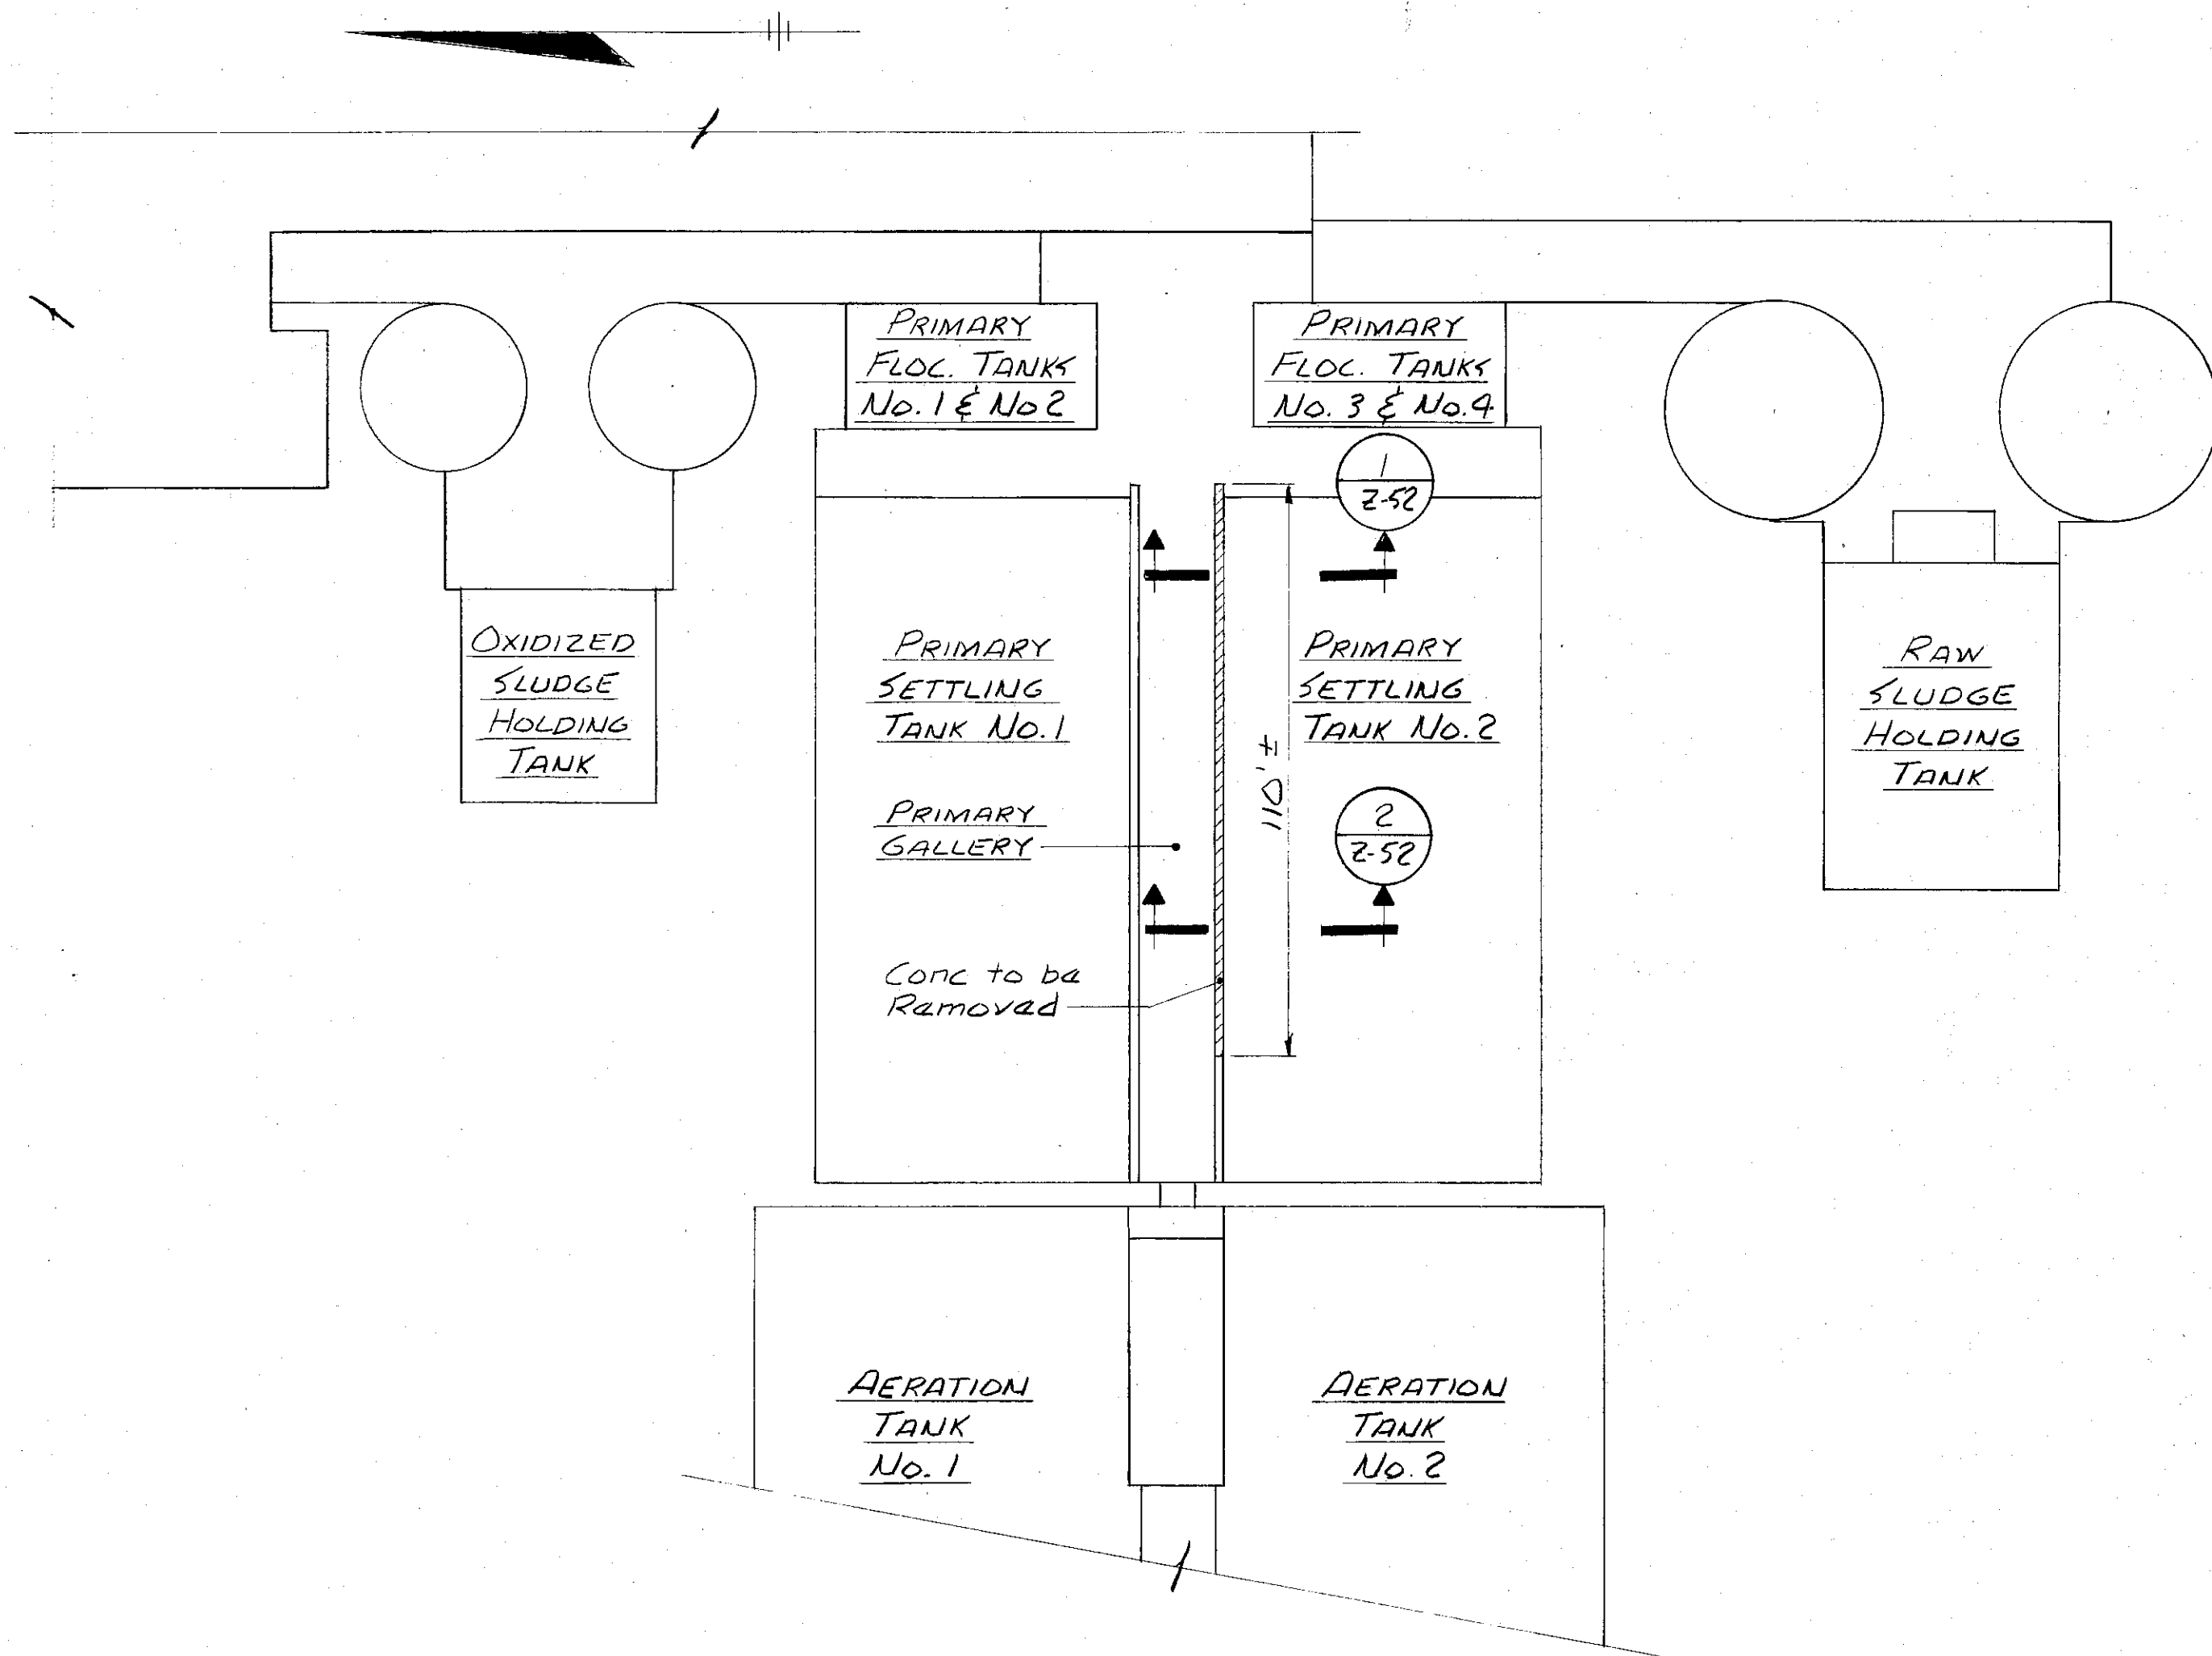 PRIMARY
FLOC. TANKS
No. 1 & No 2
PRIMARY
FLOC. TANKS
No. 3 & No. 4
1
Z-52
OXIDIZED
SLUDGE
HOLDING
TANK
PRIMARY
SETTLING
TANK No. 1
PRIMARY
SETTLING
TANK No. 2
RAW
SLUDGE
HOLDING
TANK
110' ±
PRIMARY
GALLERY
2
Z-52
Conc to be
Removed
AERATION
TANK
No. 1
AERATION
TANK
No. 2